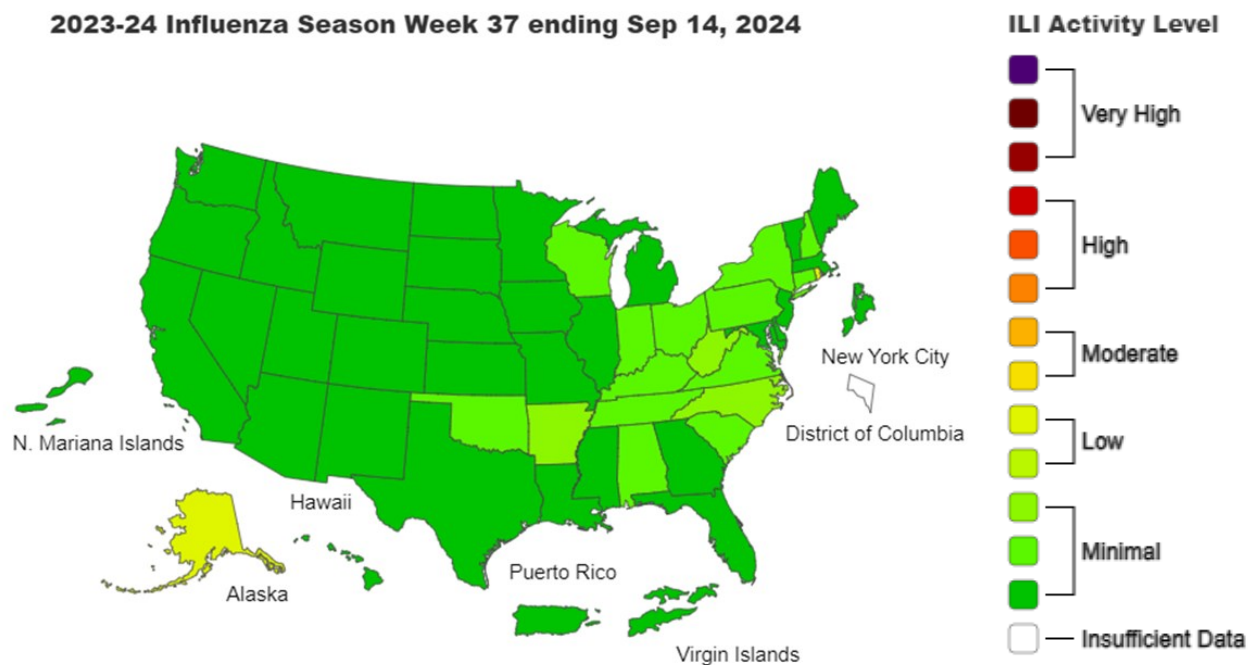 2023-24 Influenza Season Week 37 ending Sep 14, 2024
ILI Activity Level
Very High
High
New York City
Moderate
N. Mariana Islands
District of Columbia
Low
Hawaii
Puerto Rico
Minimal
Alaska
Virgin Islands
Insufficient Data